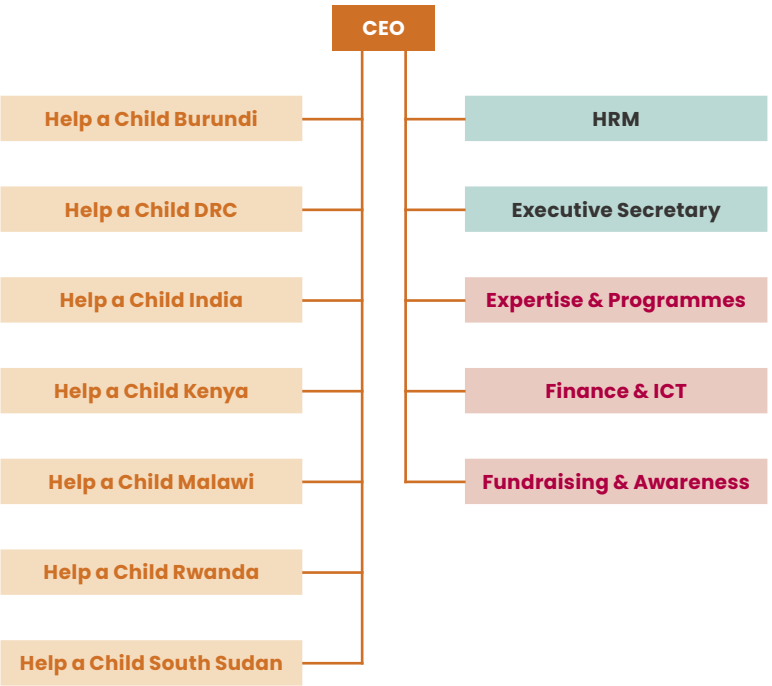 CEO
Help a Child Burundi
Help a Child DRC
Help a Child India
Help a Child Kenya
Help a Child Malawi
Help a Child Rwanda
Help a Child South Sudan
HRM
Executive Secretary
Expertise & Programmes
Finance & ICT
Fundraising & Awareness